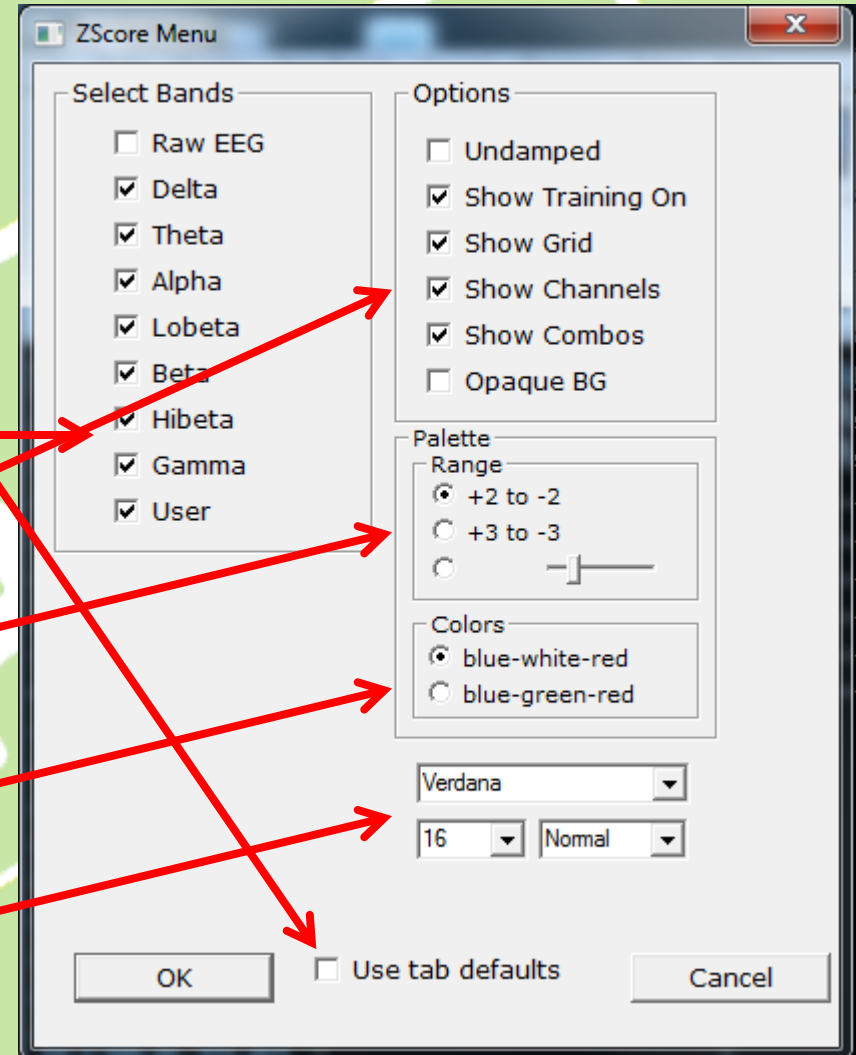 ZScore Menu
Select Bands
Raw EEG
Delta
Theta
Alpha
Lobeta
Beta
Hibeta
Gamma
User
Options
Undamped
Show Training On
Show Grid
Show Channels
Show Combos
Opaque BG
Palette
Range
+2 to -2
+3 to -3
Colors
blue-white-red
blue-green-red
Verdana
16 Normal
OK Use tab defaults Cancel